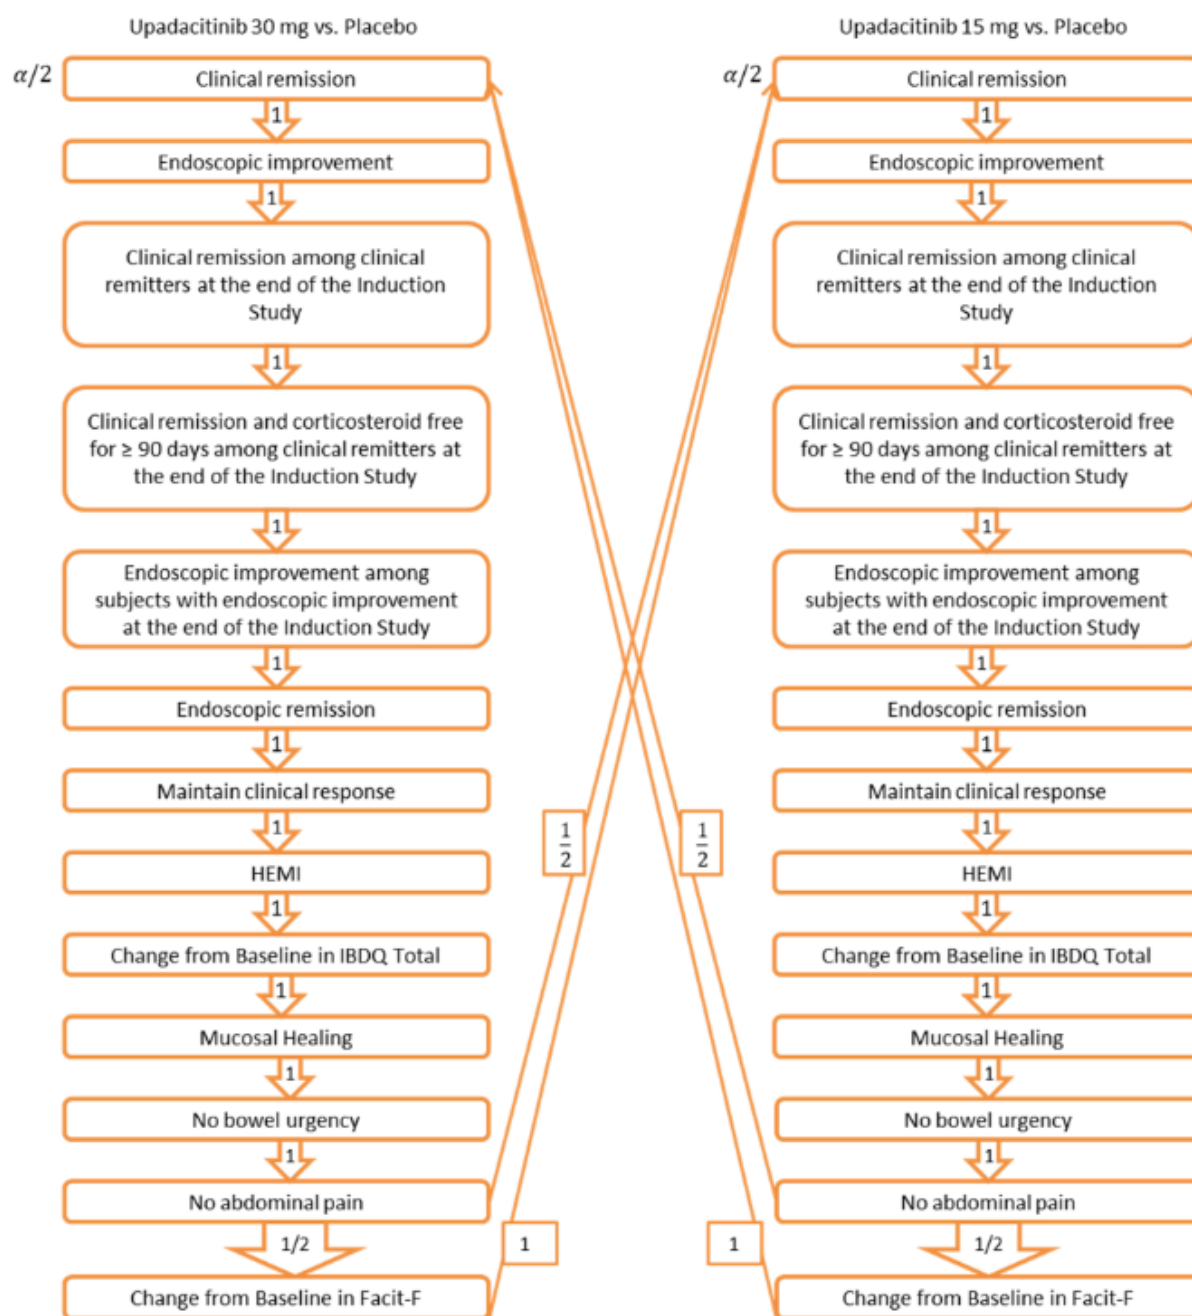 Upadacitinib 30 mg vs. Placebo
α/2
Clinical remission
1
Endoscopic improvement
1
Clinical remission among clinical
remitters at the end of the Induction
Study
1
Clinical remission and corticosteroid free
for ≥ 90 days among clinical remitters at
the end of the Induction Study
1
Endoscopic improvement among
subjects with endoscopic improvement
at the end of the Induction Study
1
Endoscopic remission
1
Maintain clinical response
1
HEMI
1
Change from Baseline in IBDQ Total
1
Mucosal Healing
1
No bowel urgency
1
No abdominal pain
1/2
Change from Baseline in Facit-F
1
2
1
1
2
1
Upadacitinib 15 mg vs. Placebo
α/2
Clinical remission
1
Endoscopic improvement
1
Clinical remission among clinical
remitters at the end of the Induction
Study
1
Clinical remission and corticosteroid free
for ≥ 90 days among clinical remitters at
the end of the Induction Study
1
Endoscopic improvement among
subjects with endoscopic improvement
at the end of the Induction Study
1
Endoscopic remission
1
Maintain clinical response
1
HEMI
1
Change from Baseline in IBDQ Total
1
Mucosal Healing
1
No bowel urgency
1
No abdominal pain
1/2
Change from Baseline in Facit-F